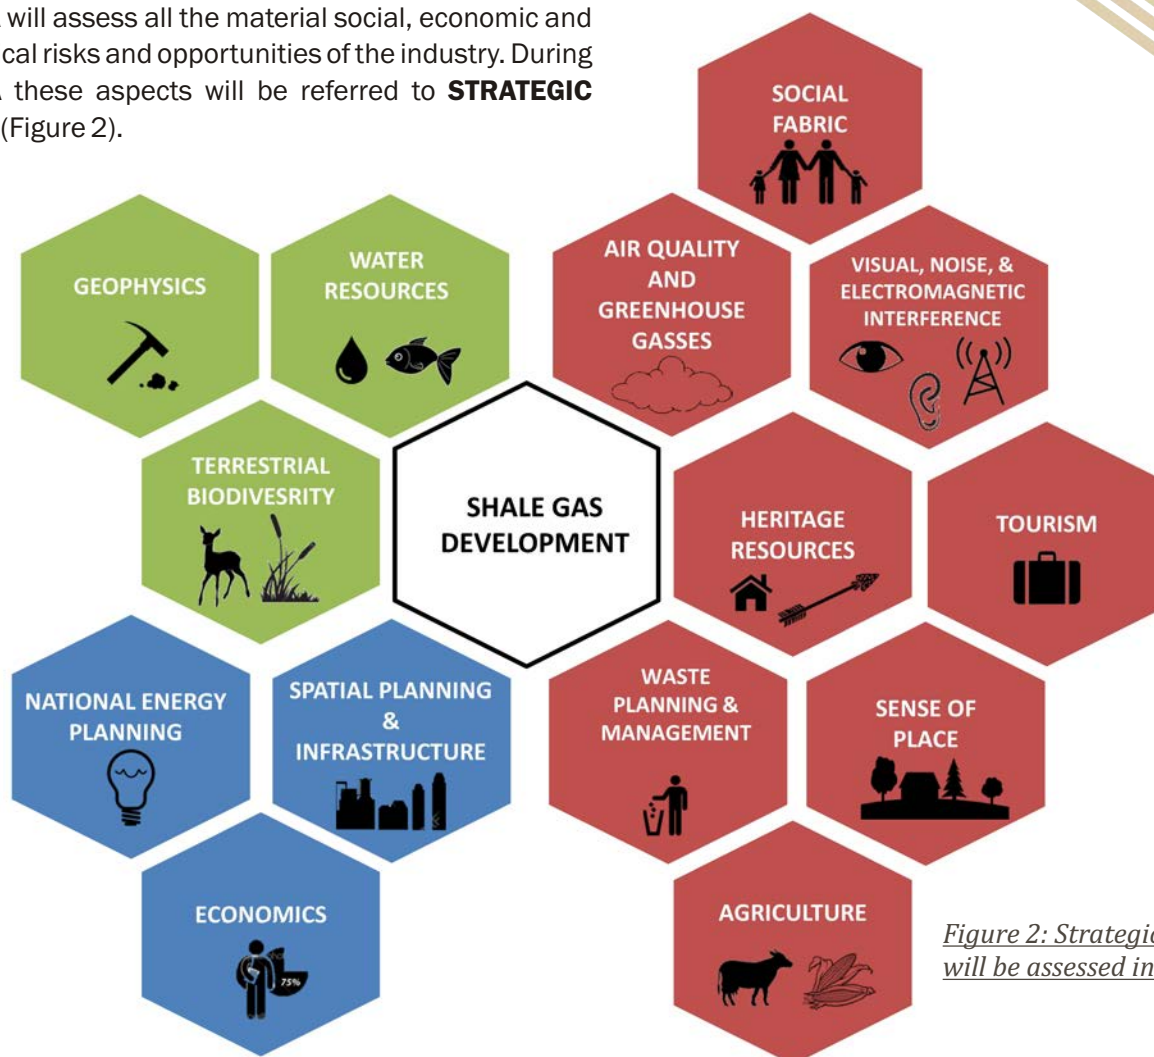 will assess all the material social, economic and
cal risks and opportunities of the industry. During
these aspects will be referred to STRATEGIC
(Figure 2).
SOCIAL
FABRIC
GEOPHYSICS
WATER
RESOURCES
AIR QUALITY
AND
GREENHOUSE
GASSES
VISUAL, NOISE, &
ELECTROMAGNETIC
INTERFERENCE
TERRESTRIAL
BIODIVESRITY
SHALE GAS
DEVELOPMENT
HERITAGE
RESOURCES
TOURISM
NATIONAL ENERGY
PLANNING
SPATIAL PLANNING
&
INFRASTRUCTURE
WASTE
PLANNING &
MANAGEMENT
SENSE OF
PLACE
ECONOMICS
75%
AGRICULTURE
Figure 2: Strategic
will be assessed in